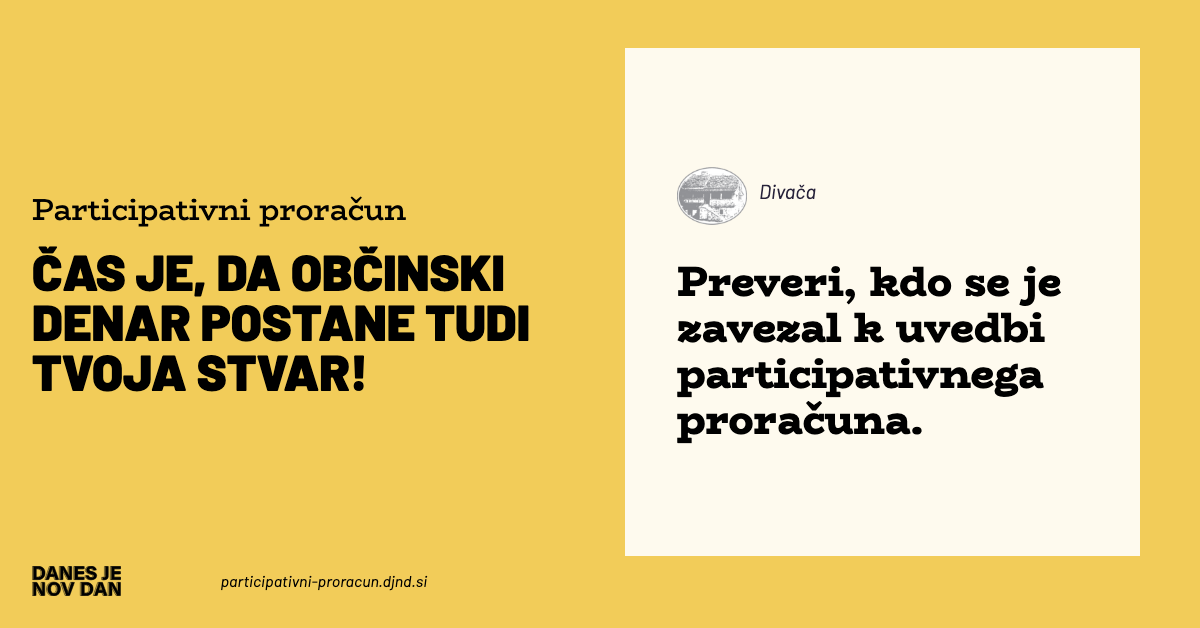 Participativni proračun
ČAS JE, DA OBČINSKI
DENAR POSTANE TUDI
TVOJA STVAR!
Divača
Preveri, kdo se je
zavezal k uvedbi
participativnega
proračuna.
DANES JE
NOV DAN
participativni-proracun.djnd.si